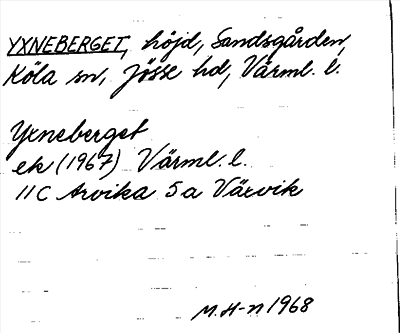 YXNEBERGET, höjd, Sandsgården,
Köla sn, Jösse hd, Värml. l.
Yxneberget
ek (1967) Värml. l.
11C Arvika 5a Värvik
M. H-n 1968